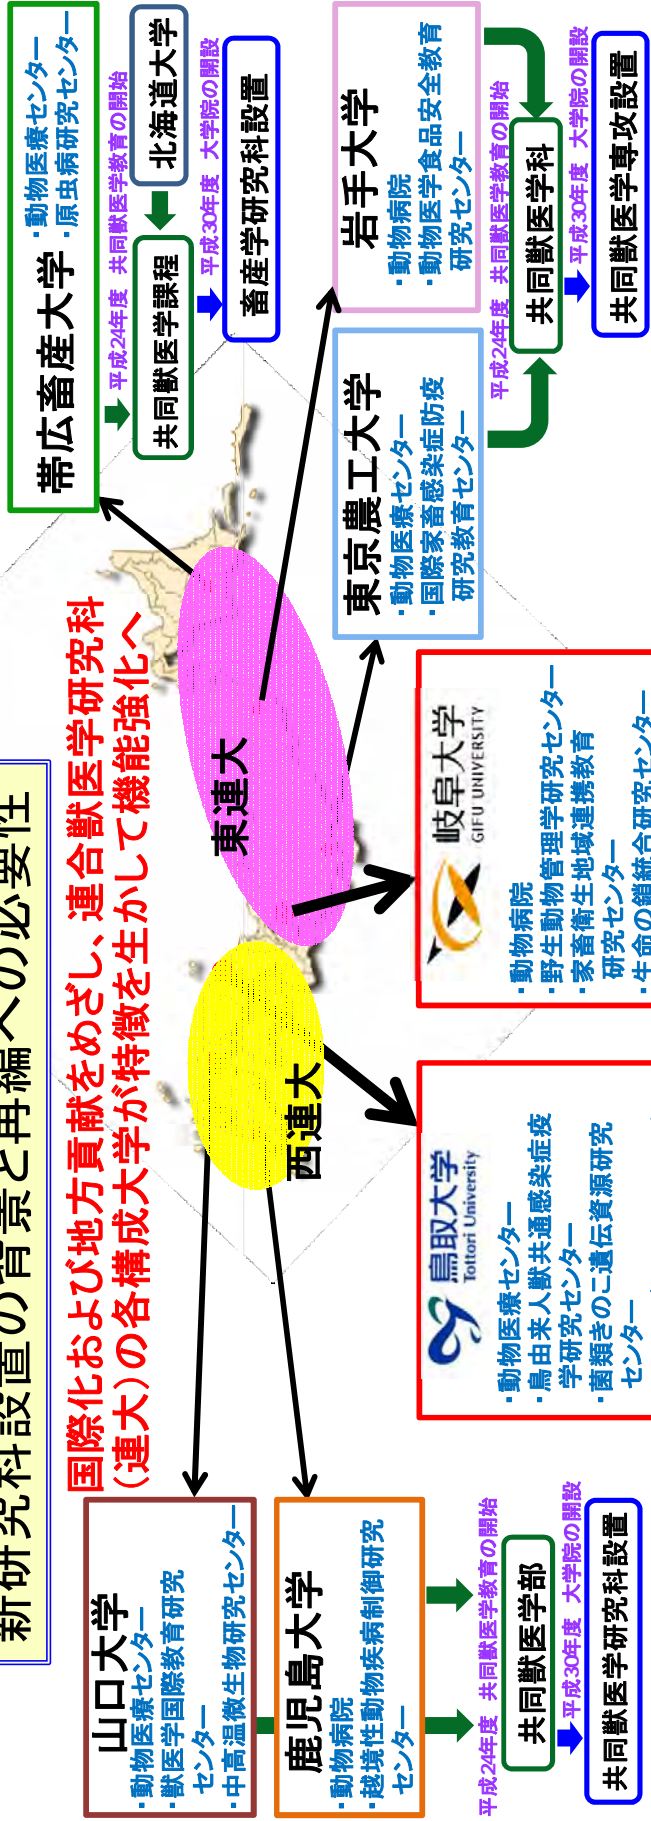 新研究科設置の背景と再編への必要性
国際化および地方貢献をめざし、連合獣医学研究科
（連大）の各構成大学が特徴を生かして機能強化へ
山口大学
・動物医療センター
・獣医学国際教育研究
センター
・中高温微生物研究センター
鹿児島大学
・動物病院
・越境性動物疾病制御研究
センター
平成24年度 共同獣医学教育の開始
共同獣医学部
平成30年度 大学院の開設
共同獣医学研究科設置
西連大
東連大
鳥取大学
Tottori University
・動物医療センター
・鳥由来人獣共通感染症疫
学研究センター
・菌類きのこ遺伝資源研究
センター
岐阜大学
GIFU UNIVERSITY
・動物病院
・野生動物管理学研究センター
・家畜衛生地域連携教育
研究センター
・生命の鎖統合研究センター
帯広畜産大学
・動物医療センター
・原虫病研究センター
平成24年度 共同獣医学教育の開始
北海道大学
共同獣医学課程
平成30年度 大学院の開設
畜産学研究科設置
東京農工大学
・動物医療センター
・国際家畜感染症防疫
研究教育センター
岩手大学
・動物病院
・動物医学食品安全教育
研究センター
平成24年度 共同獣医学教育の開始
共同獣医学科
平成30年度 大学院の開設
共同獣医学専攻設置